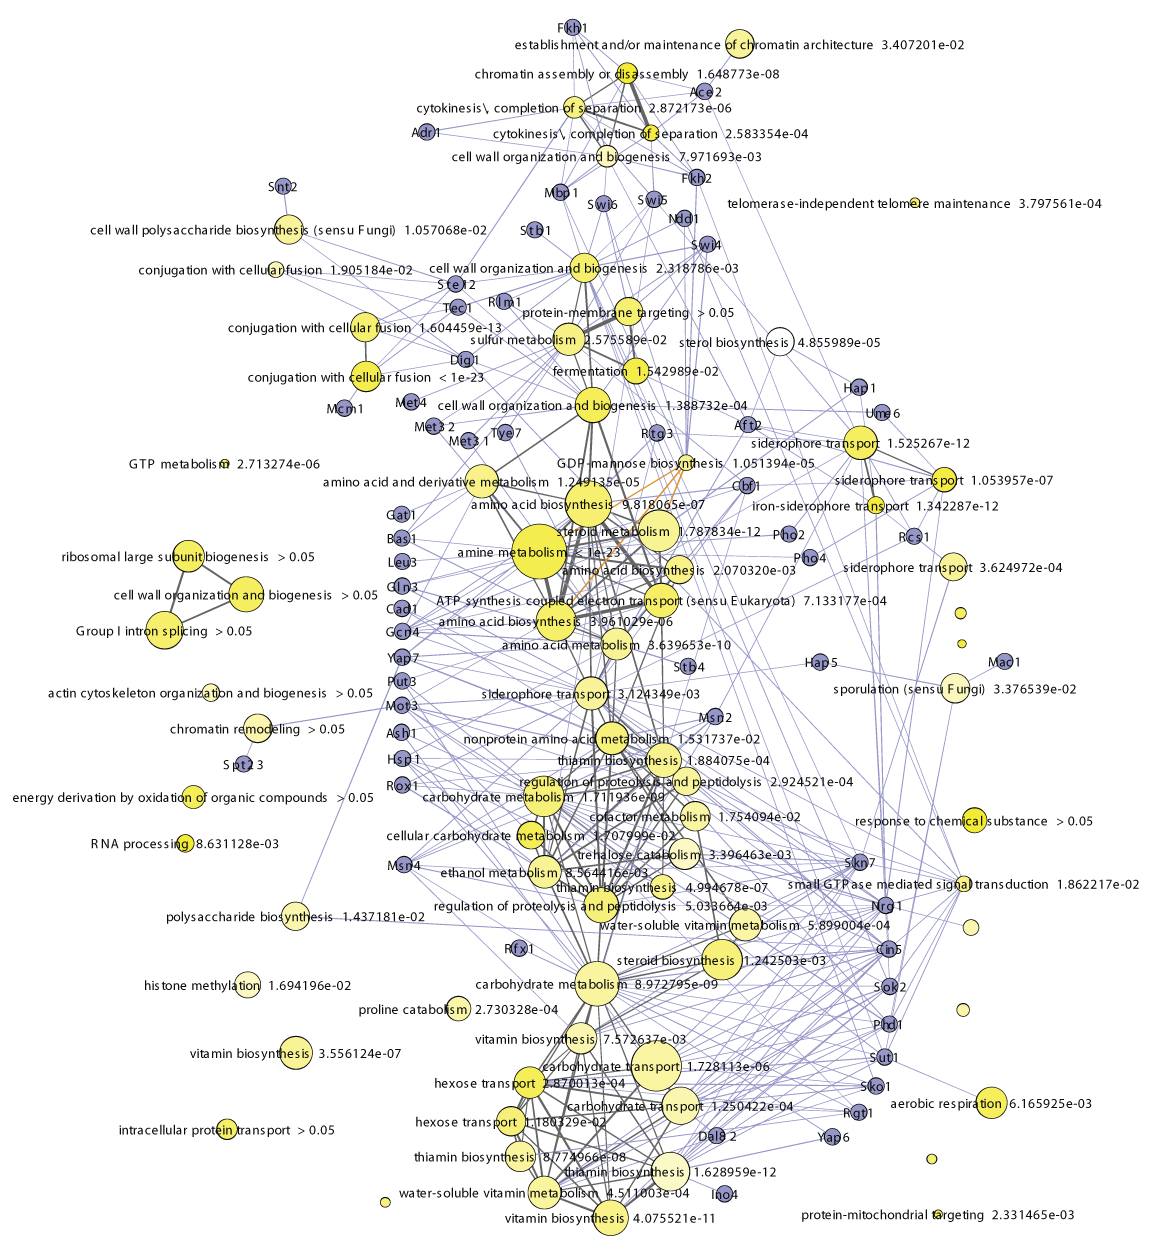 Fkh1
establishment and/or maintenance of chromatin architecture 3.407201e-02
chromatin assembly or disassembly 1.648773e-08
Ace2
cytokinesis\, completion of separation 2.872173e-06
Adr1
cytokinesis\, completion of separation 2.583354e-04
cell wall organization and biogenesis 7.971693e-03
Fkh2
Snt2
Mbp1
Swi6
Swi5
telomerase-independent telomere maintenance 3.797561e-04
Ndd1
cell wall polysaccharide biosynthesis (sensu Fungi) 1.057068e-02
Stb1
Swi4
conjugation with cellular fusion 1.905184e-02
cell wall organization and biogenesis 2.318786e-03
Ste12
Tec1
Rlm1
protein-membrane targeting > 0.05
conjugation with cellular fusion 1.604459e-13
sulfur metabolism 2.575589e-02
sterol biosynthesis 4.855989e-05
Dig1
fermentation 1.542989e-02
conjugation with cellular fusion < 1e-23
Hap1
Mcm1
Met4
cell wall organization and biogenesis 1.388732e-04
Ume6
Met32
Met31
Tye7
Rtg3
Aft2
siderophore transport 1.525267e-12
GTP metabolism 2.713274e-06
GDP-mannose biosynthesis 1.051394e-05
amino acid and derivative metabolism 1.249135e-05
Cbf1
siderophore transport 1.053957e-07
amino acid biosynthesis 9.818065e-07
iron-siderophore transport 1.342287e-12
Gat1
steroid metabolism 1.787834e-12
Pho2
Rcs1
Bas1
ribosomal large subunit biogenesis > 0.05
amine metabolism < 1e-23
Pho4
Leu3
amino acid biosynthesis 2.070320e-03
siderophore transport 3.624972e-04
Gln3
cell wall organization and biogenesis > 0.05
ATP synthesis coupled electron transport (sensu Eukaryota) 7.133177e-04
Cad1
amino acid biosynthesis 3.961029e-06
Group I intron splicing > 0.05
Gcn4
amino acid metabolism 3.639653e-10
Yap7
Stb4
Hap5
Mac1
Put3
actin cytoskeleton organization and biogenesis > 0.05
siderophore transport 3.124349e-03
sporulation (sensu Fungi) 3.376539e-02
Mot3
Msn2
chromatin remodeling > 0.05
Ash1
nonprotein amino acid metabolism 1.531737e-02
Spt23
Hsp1
thiamin biosynthesis 1.884075e-04
Rox1
regulation of proteolysis and peptidolysis 2.924521e-04
energy derivation by oxidation of organic compounds > 0.05
carbohydrate metabolism 1.711936e-09
cofactor metabolism 1.754094e-02
response to chemical substance > 0.05
cellular carbohydrate metabolism 1.707999e-02
RNA processing 8.631128e-03
trehalose catabolism 3.396463e-03
Msn4
Skn7
ethanol metabolism 8.564416e-03
thiamin biosynthesis 4.994678e-07
small GTPase mediated signal transduction 1.862217e-02
regulation of proteolysis and peptidolysis 5.033664e-03
Nrg1
polysaccharide biosynthesis 1.437181e-02
water-soluble vitamin metabolism 5.899004e-04
Rfx1
Cin5
steroid biosynthesis 1.242503e-03
histone methylation 1.694196e-02
carbohydrate metabolism 8.972795e-09
Sok2
proline catabolism 2.730328e-04
Phd1
vitamin biosynthesis 7.572637e-03
vitamin biosynthesis 3.556124e-07
Sut1
carbohydrate transport 1.728113e-06
hexose transport 2.870013e-04
Sko1
carbohydrate transport 1.250422e-04
aerobic respiration 6.165925e-03
Rgt1
hexose transport 1.180329e-02
intracellular protein transport > 0.05
Dal82
Yap6
thiamin biosynthesis 8.774966e-08
thiamin biosynthesis 1.628959e-12
water-soluble vitamin metabolism 4.511003e-04
Ino4
vitamin biosynthesis 4.075521e-11
protein-mitochondrial targeting 2.331465e-03